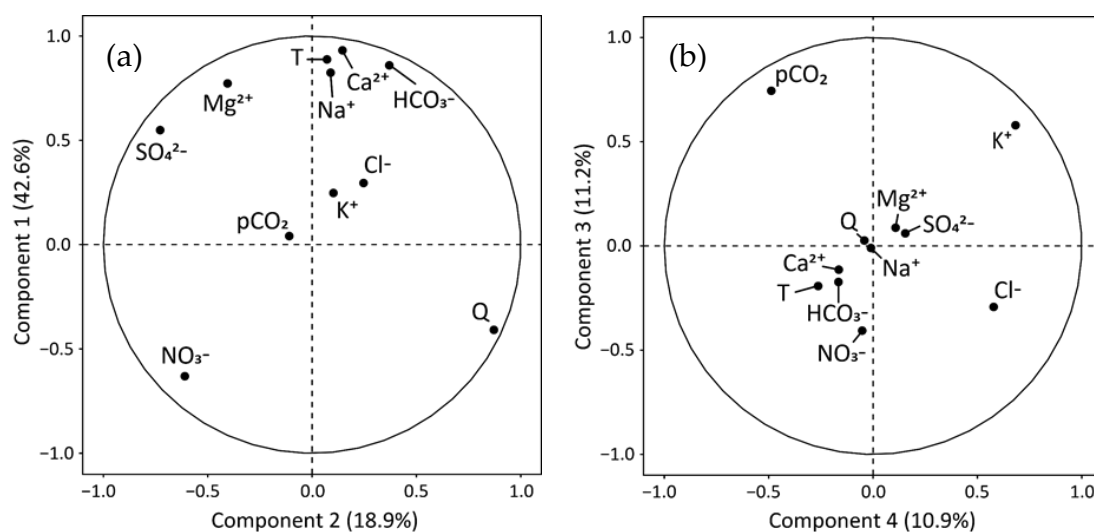 (a)
1.0
0.5
0.0
−0.5
−1.0
Component 1 (42.6%)
T
Ca²⁺
Na⁺
HCO₃⁻
Mg²⁺
SO₄²⁻
Cl-
K⁺
pCO₂
Q
NO₃⁻
−1.0 −0.5 0.0 0.5 1.0
Component 2 (18.9%)
(b)
1.0
0.5
0.0
−0.5
−1.0
Component 3 (11.2%)
pCO₂
K⁺
Mg²⁺
Q
SO₄²⁻
Na⁺
Ca²⁺
T
HCO₃⁻
Cl-
NO₃⁻
−1.0 −0.5 0.0 0.5 1.0
Component 4 (10.9%)